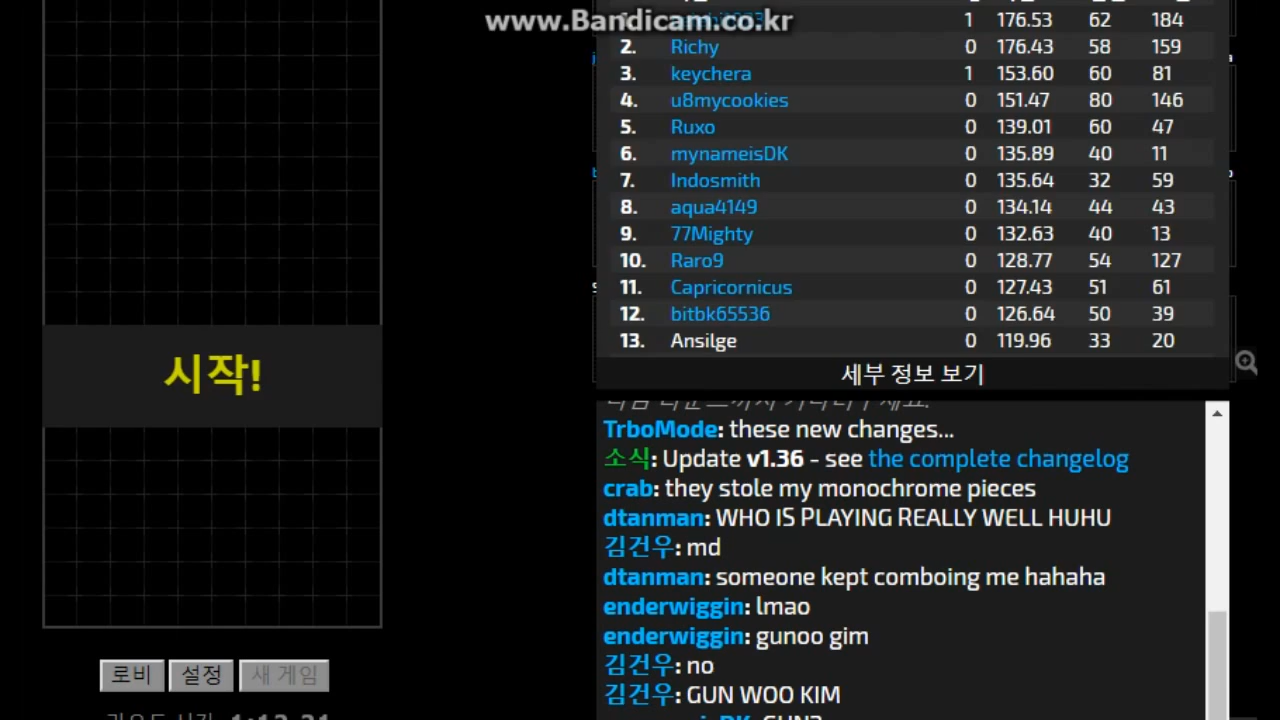 www.Bandicam.co.kr
1. 1 176.53 62 184
2. Richy 0 176.43 58 159
3. keychera 1 153.60 60 81
4. u8mycookies 0 151.47 80 146
5. Ruxo 0 139.01 60 47
6. mynameisDK 0 135.89 40 11
7. Indosmith 0 135.64 32 59
8. aqua4149 0 134.14 44 43
9. 77Mighty 0 132.63 40 13
10. Raro9 0 128.77 54 127
11. Capricornicus 0 127.43 51 61
12. bitbk65536 0 126.64 50 39
13. Ansilge 0 119.96 33 20
세부 정보 보기
시작!
TrboMode: these new changes...
소식: Update v1.36 - see the complete changelog
crab: they stole my monochrome pieces
dtanman: WHO IS PLAYING REALLY WELL HUHU
김건우: md
dtanman: someone kept comboing me hahaha
enderwiggin: lmao
enderwiggin: gunoo gim
김건우: no
김건우: GUN WOO KIM
로비 설정 새 게임